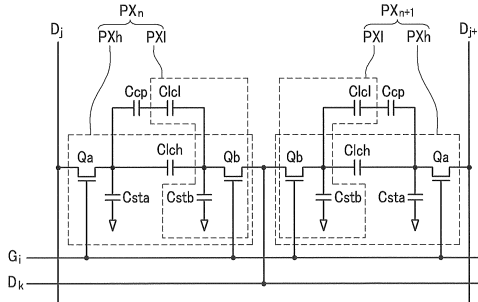 PXn PXn+1
Dj PXh PXl PXl PXh Dj+
Ccp Clcl Clcl Ccp
Qa Clch Qb Qb Clch Qa
Csta Cstb Cstb Csta
Gi
Dk